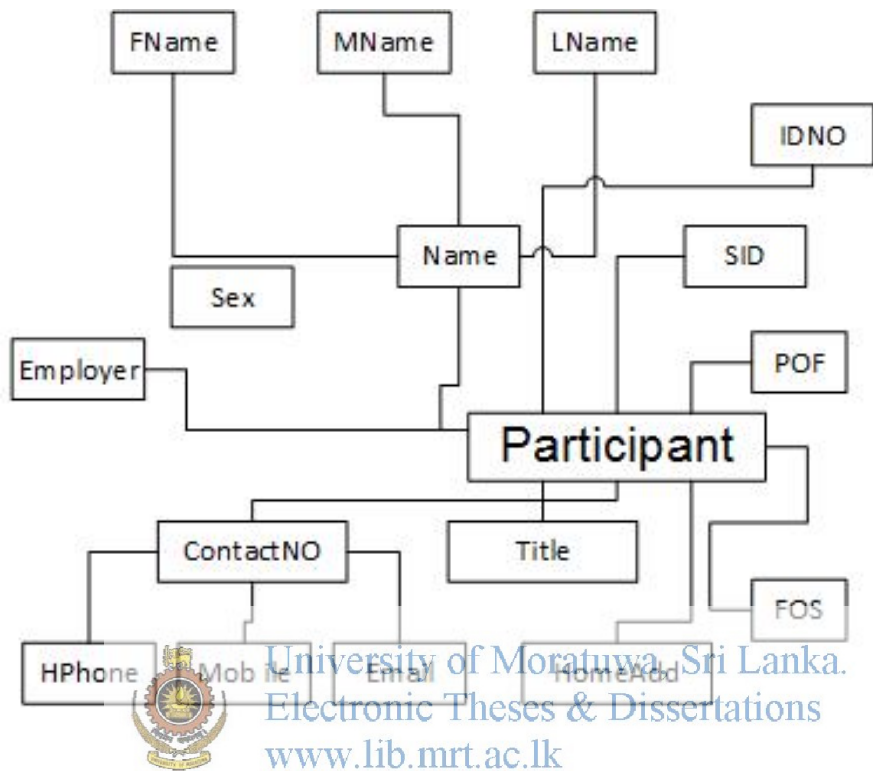 FName
MName
LName
IDNO
Name
SID
Sex
Employer
POF
Participant
ContactNO
Title
FOS
HPhone
Mob ile
Email
HomeAdd
University of Moratuwa, Sri Lanka.
Electronic Theses & Dissertations
www.lib.mrt.ac.lk